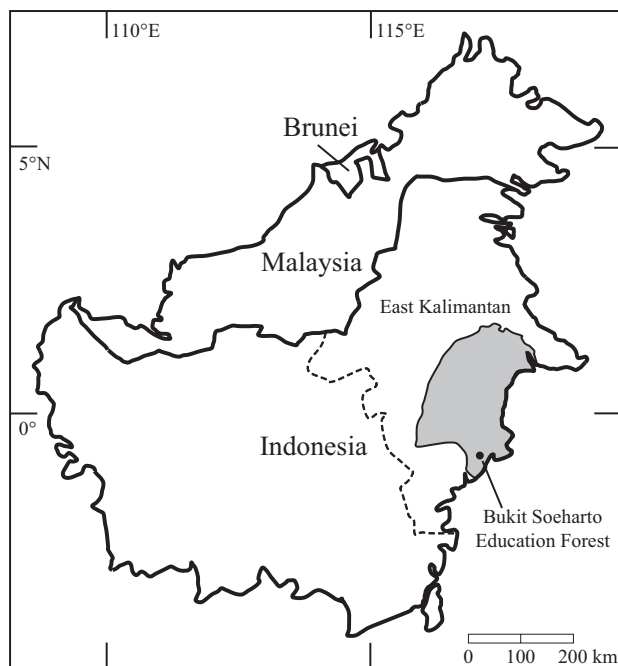 110°E
115°E
Brunei
5°N
Malaysia
East Kalimantan
0°
Indonesia
Bukit Soeharto
Education Forest
0 100 200 km